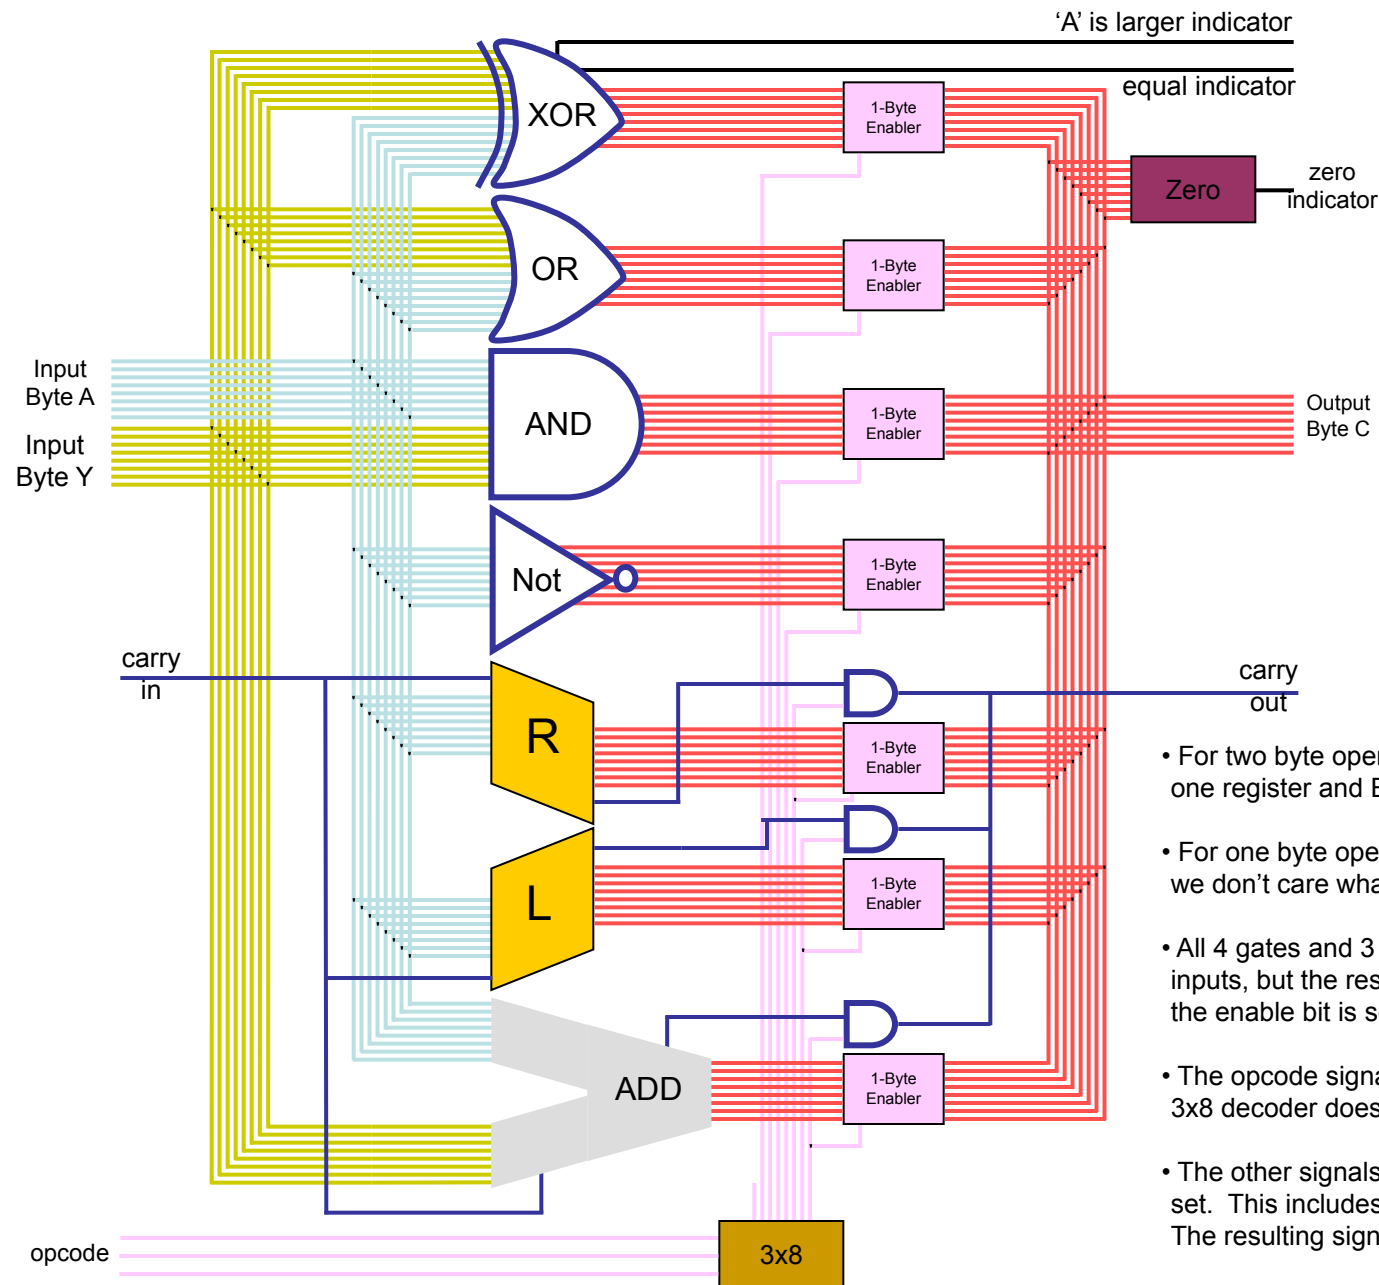 ‘A’ is larger indicator
equal indicator
XOR
1-Byte
Enabler
Zero
zero
indicator
OR
1-Byte
Enabler
Input
Byte A
Input
Byte Y
AND
1-Byte
Enabler
Output
Byte C
Not
1-Byte
Enabler
carry
in
R
1-Byte
Enabler
carry
out
L
1-Byte
Enabler
ADD
1-Byte
Enabler
opcode
3x8
• For two byte oper
one register and
• For one byte ope
we don’t care wha
• All 4 gates and 3
inputs, but the res
the enable bit is s
• The opcode signa
3x8 decoder does
• The other signals
set. This includes
The resulting sign